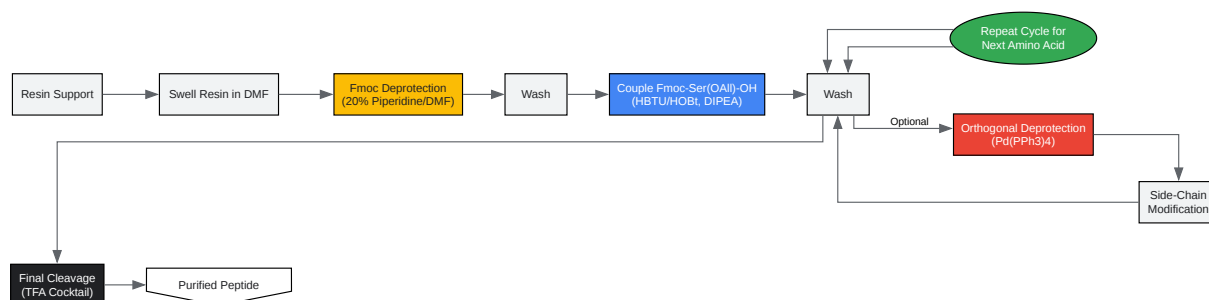 Repeat Cycle for
Next Amino Acid
Resin Support
Swell Resin in DMF
Fmoc Deprotection
(20% Piperidine/DMF)
Wash
Couple Fmoc-Ser(OAll)-OH
(HBTU/HOBt, DIPEA)
Wash
Optional
Orthogonal Deprotection
(Pd(PPh3)4)
Side-Chain
Modification
Final Cleavage
(TFA Cocktail)
Purified Peptide